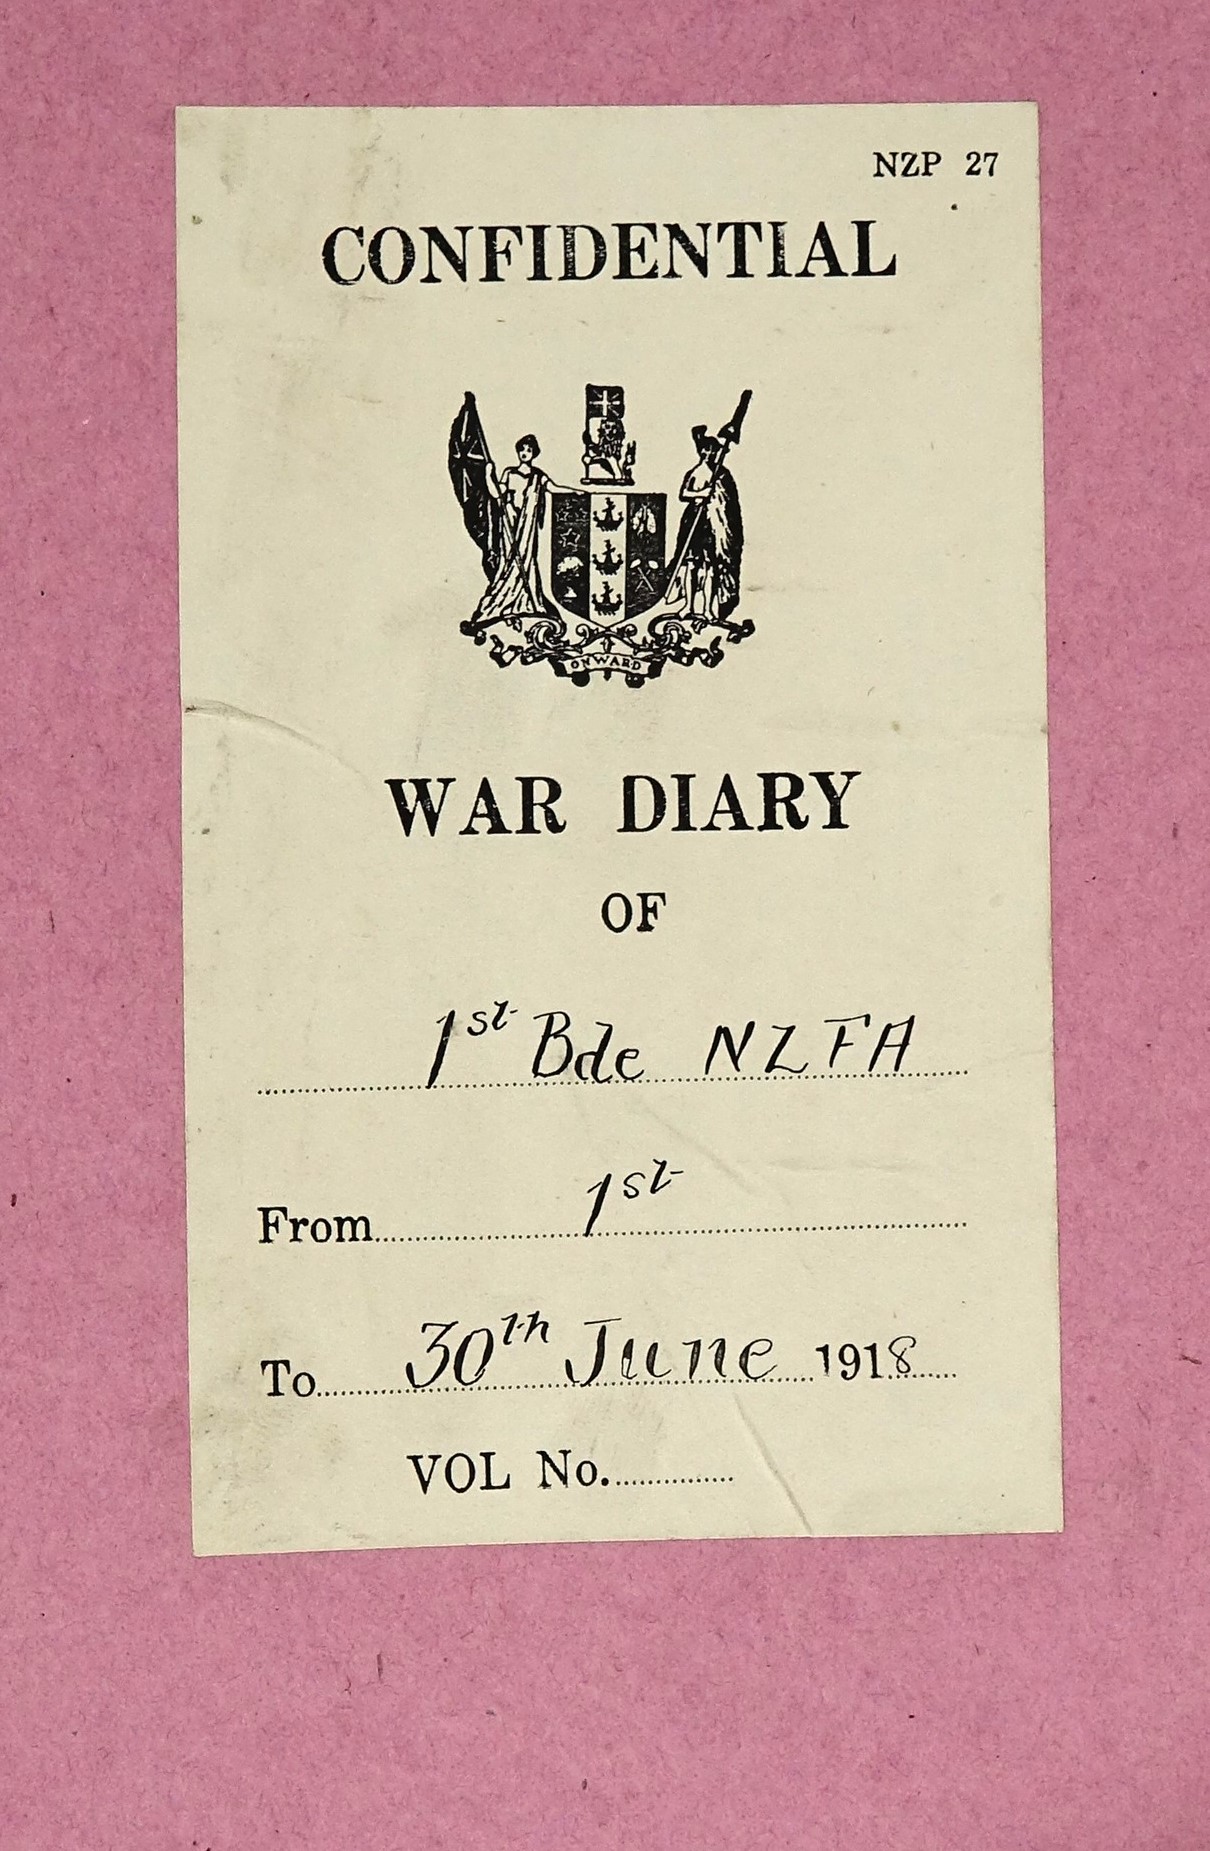 NZP 27
CONFIDENTIAL
ONWARD
WAR DIARY
OF
1st Bde NZFA
From 1st
To 30th June 1918
VOL No.